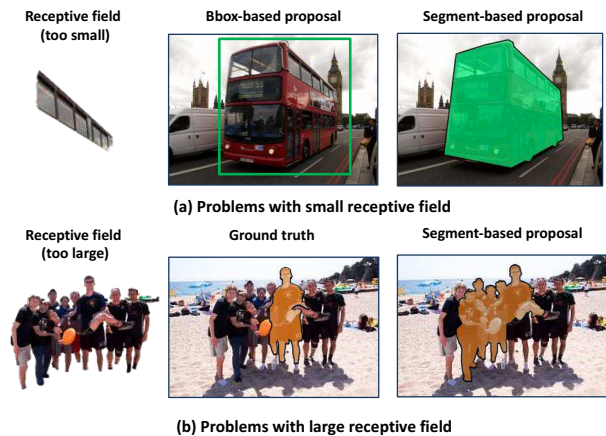 Receptive field
(too small)
Bbox-based proposal
Segment-based proposal
(a) Problems with small receptive field
Receptive field
(too large)
Ground truth
Segment-based proposal
(b) Problems with large receptive field